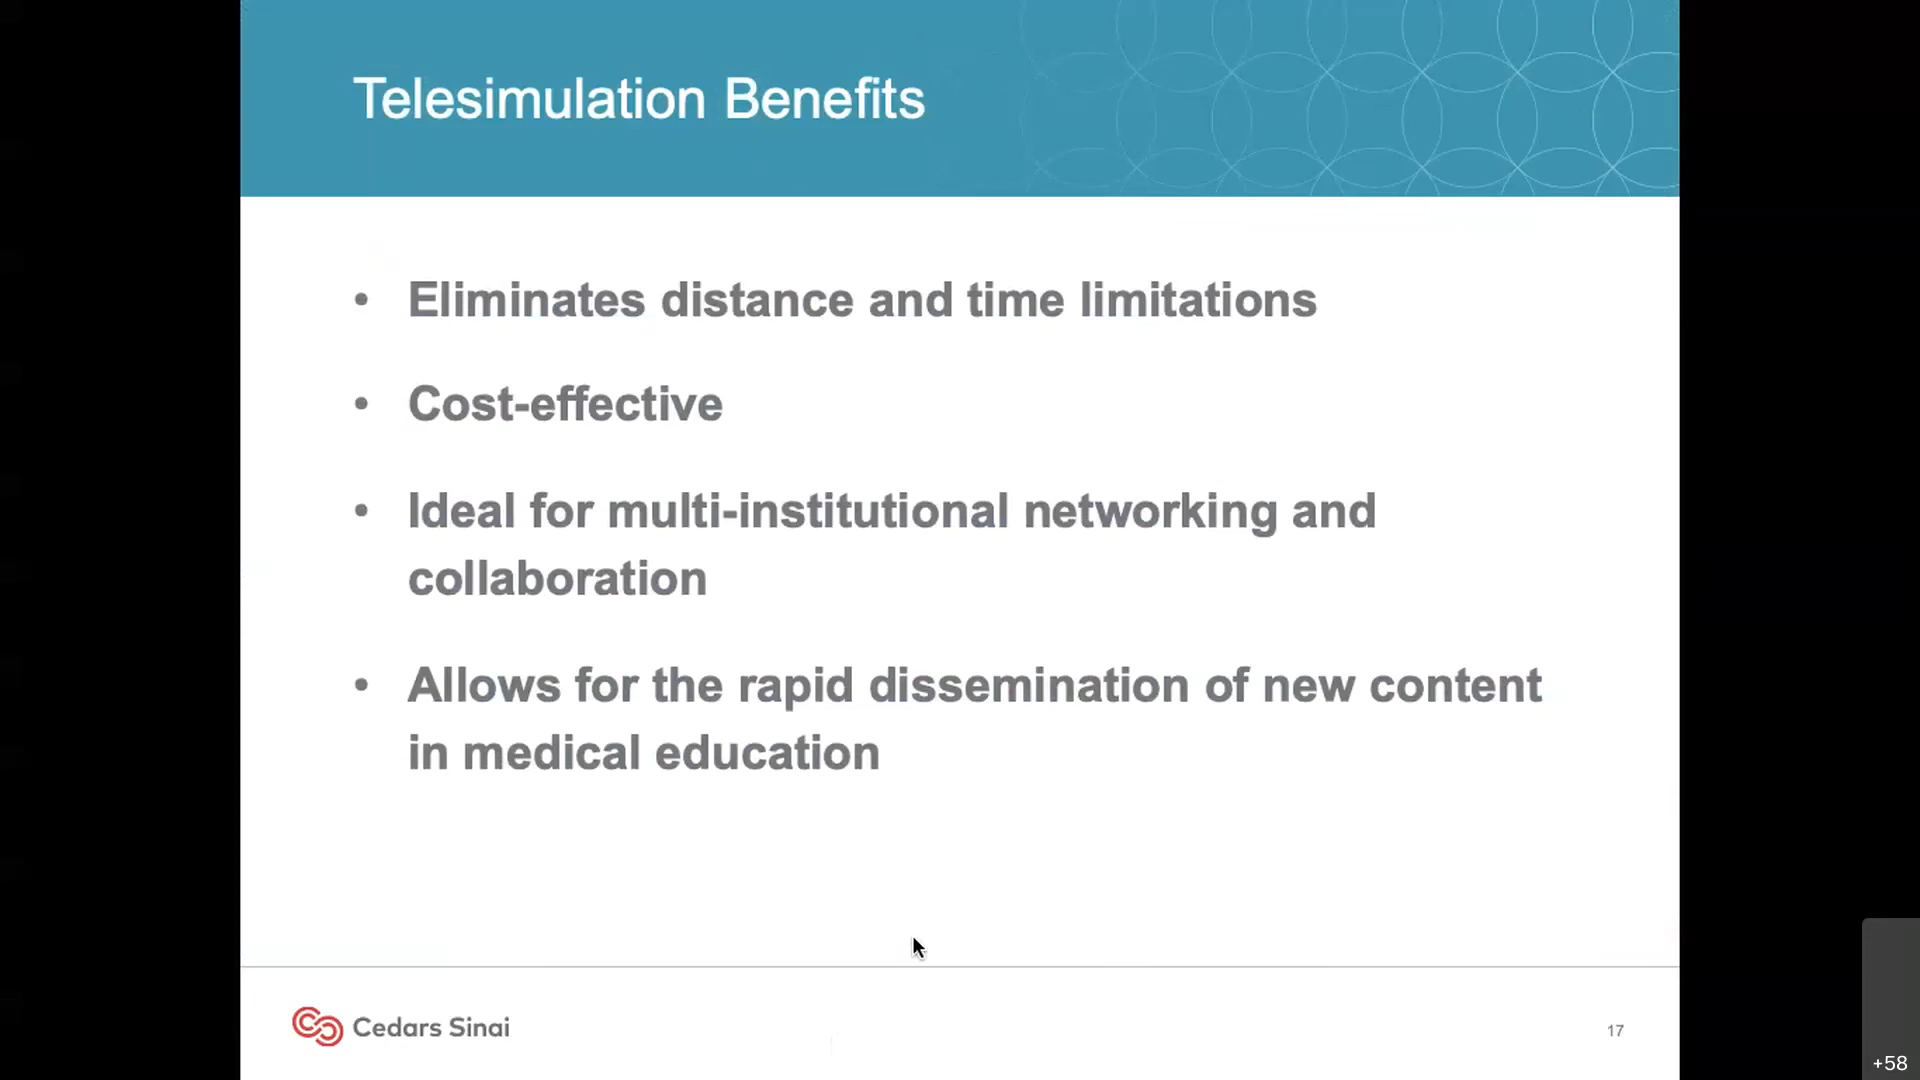 Telesimulation Benefits
• Eliminates distance and time limitations
• Cost-effective
• Ideal for multi-institutional networking and
collaboration
• Allows for the rapid dissemination of new content
in medical education
Cedars Sinai
17
+58